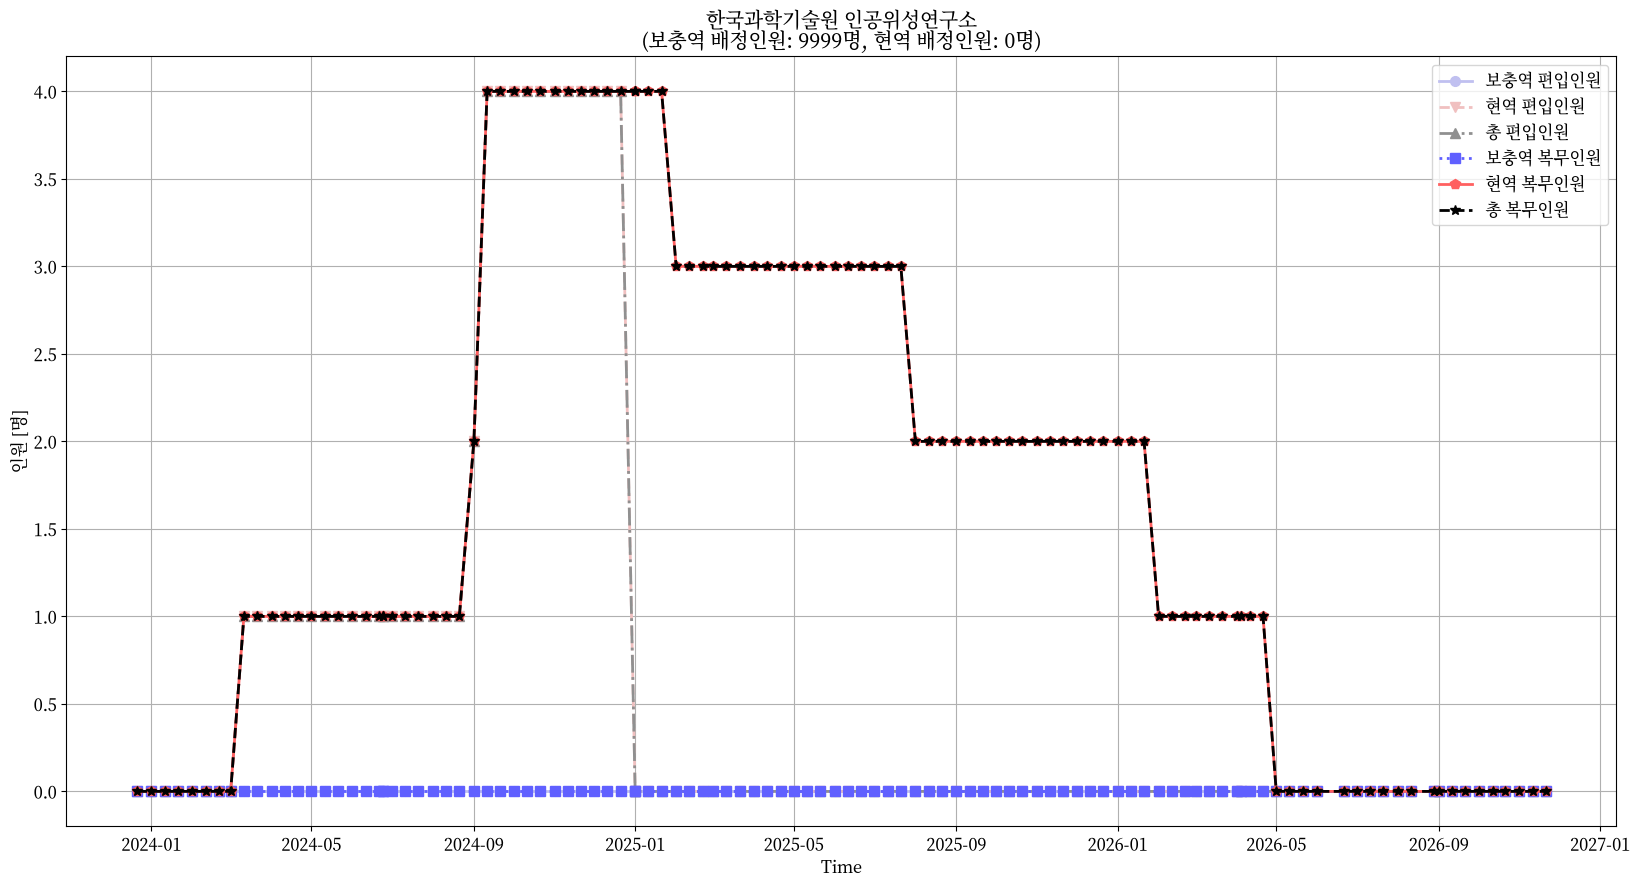 한국과학기술원 인공위성연구소
(보충역 배정인원: 9999명, 현역 배정인원: 0명)
보충역 편입인원
현역 편입인원
총 편입인원
보충역 복무인원
현역 복무인원
총 복무인원
인원 [명]
4.0
3.5
3.0
2.5
2.0
1.5
1.0
0.5
0.0
2024-01
2024-05
2024-09
2025-01
2025-05
2025-09
2026-01
2026-05
2026-09
2027-01
Time